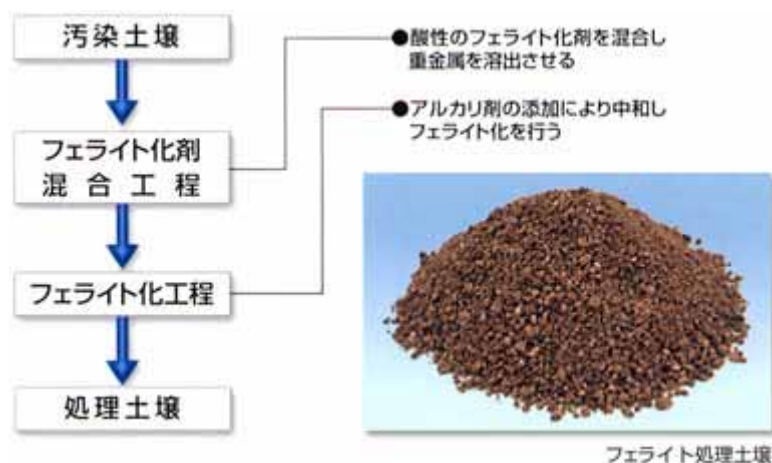 汚染土壌
●酸性のフェライト化剤を混合し
重金属を溶出させる
●アルカリ剤の添加により中和し
フェライト化を行う
フェライト化剤
混合工程
フェライト化工程
処理土壌
フェライト処理土壌